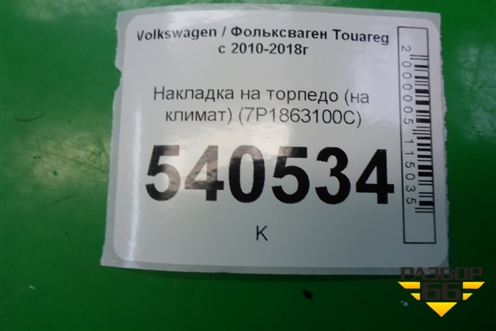 Volkswagen / Фольксваген Touareg
с 2010-2018г
Накладка на торпедо (на
климат) (7P1863100C)
540534
К
2000005115035
РАЗБОР
66